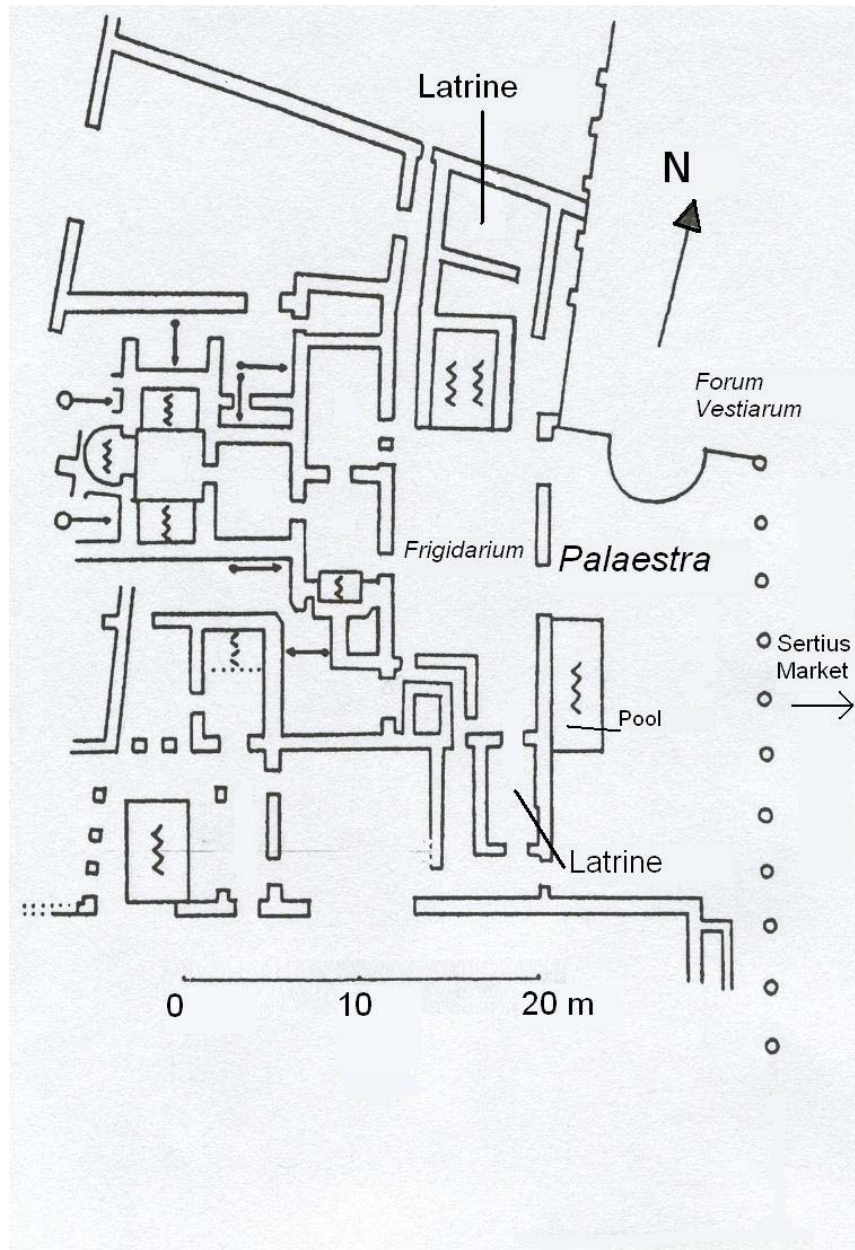 Latrine
N
Forum
Vestiarum
Frigidarium
Palaestra
Sertius
Market
Pool
Latrine
0 10 20 m